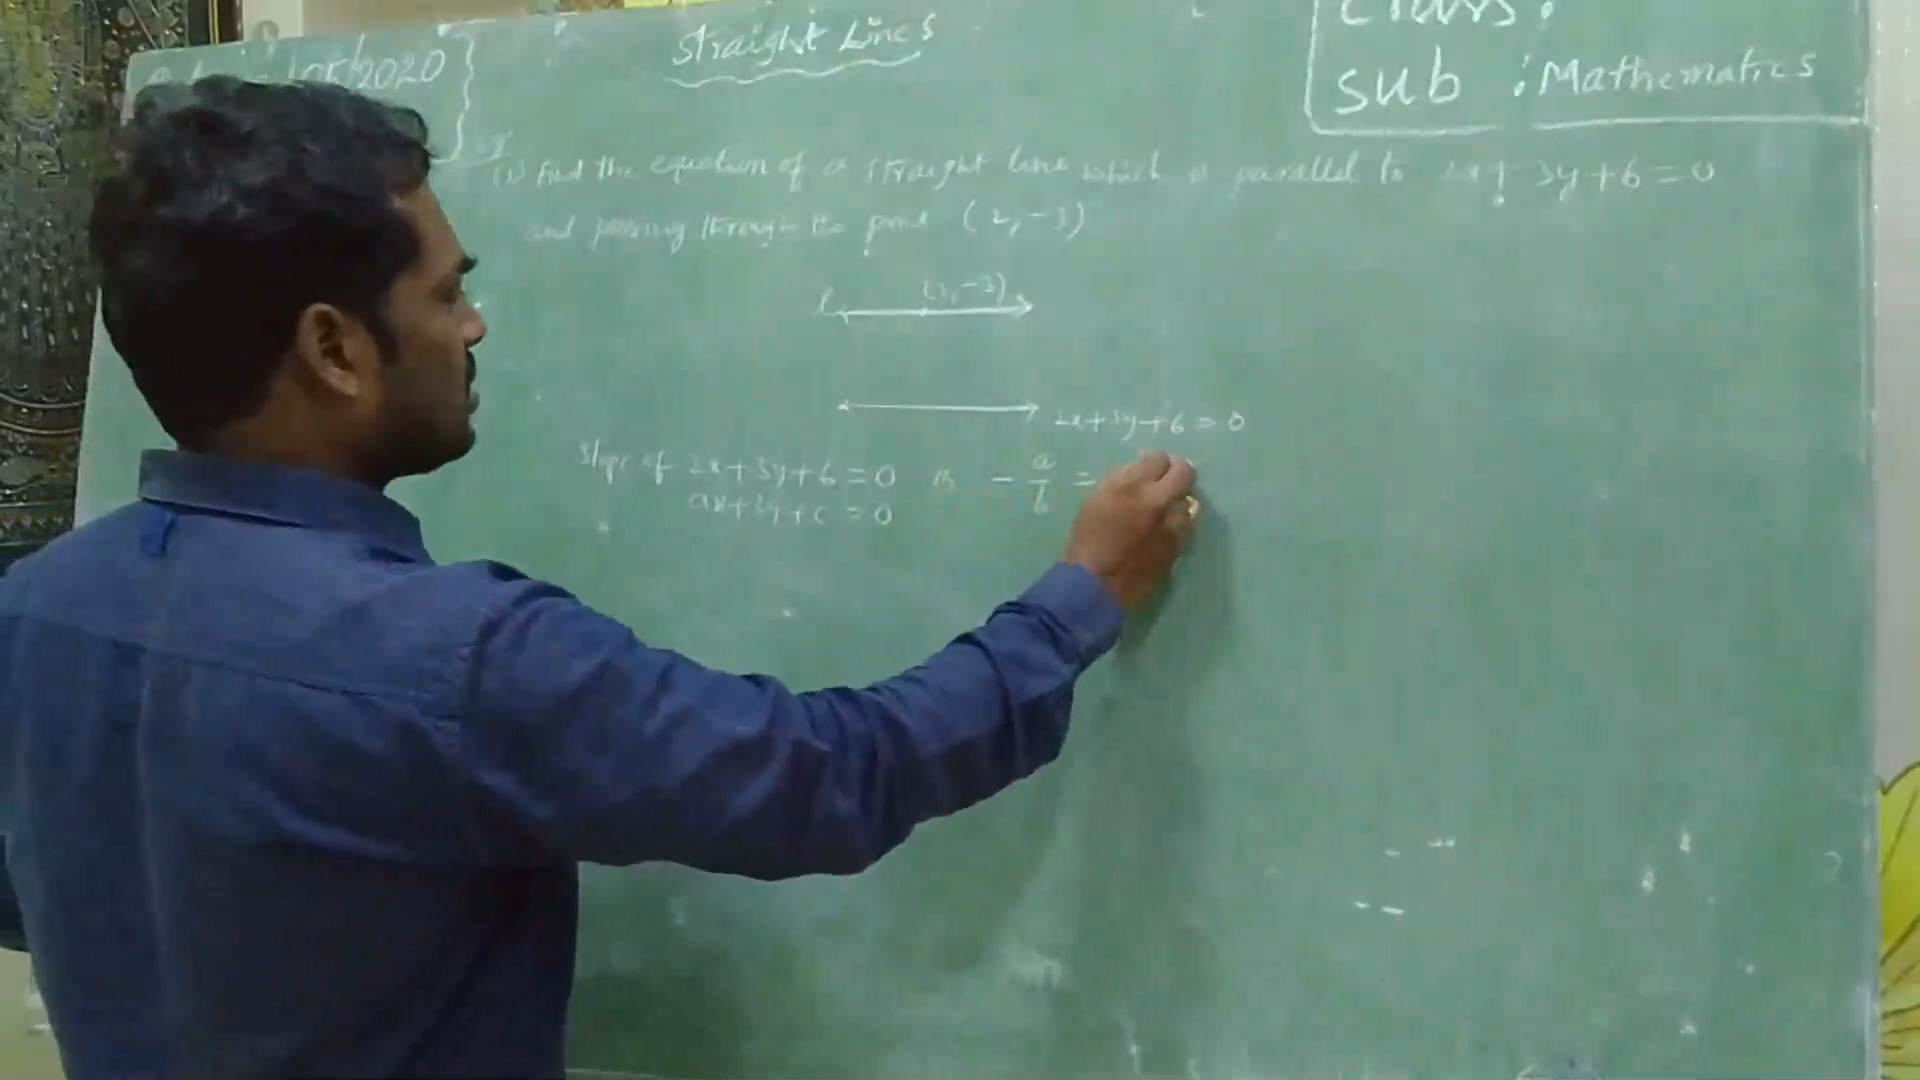 /05/2020
Straight Lines
Class :
Sub : Mathematics
(1) Find the equation of a straight line which is parallel to 2x + 3y + 6 = 0
and passing through the point (2, -3)
l (2, -3)
2x + 3y + 6 = 0
Slope of 2x + 3y + 6 = 0 is - a/b =
ax + by + c = 0